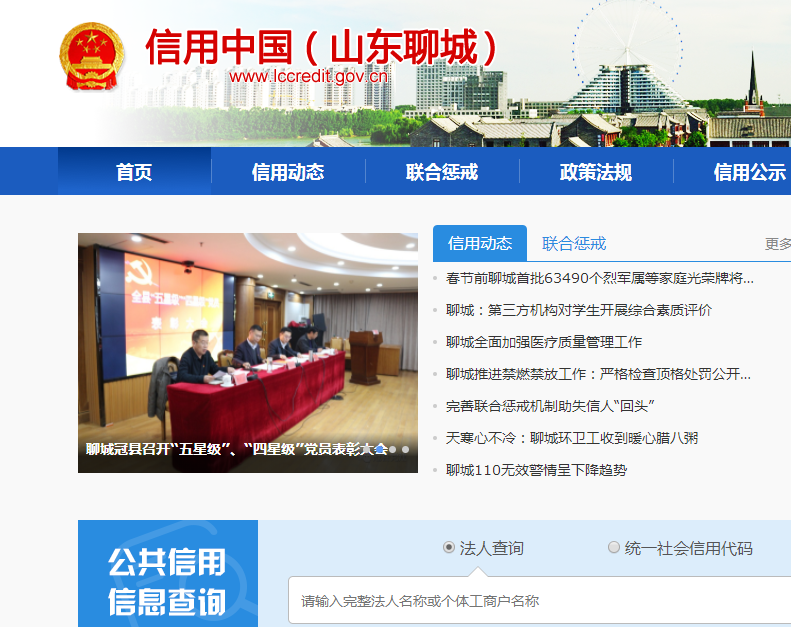 信用中国（山东聊城）
www.lccredit.gov.cn
首页 信用动态 联合惩戒 政策法规 信用公示
信用动态 联合惩戒 更多
春节前聊城首批63490个烈军属等家庭光荣牌将...
聊城：第三方机构对学生开展综合素质评价
聊城全面加强医疗质量管理工作
聊城推进禁燃禁放工作：严格检查顶格处罚公开...
完善联合惩戒机制助失信人“回头”
天寒心不冷：聊城环卫工收到暖心腊八粥
聊城110无效警情呈下降趋势
聊城冠县召开“五星级”、“四星级”党员表彰大会
公共信用
信息查询
法人查询 统一社会信用代码
请输入完整法人名称或个体工商户名称